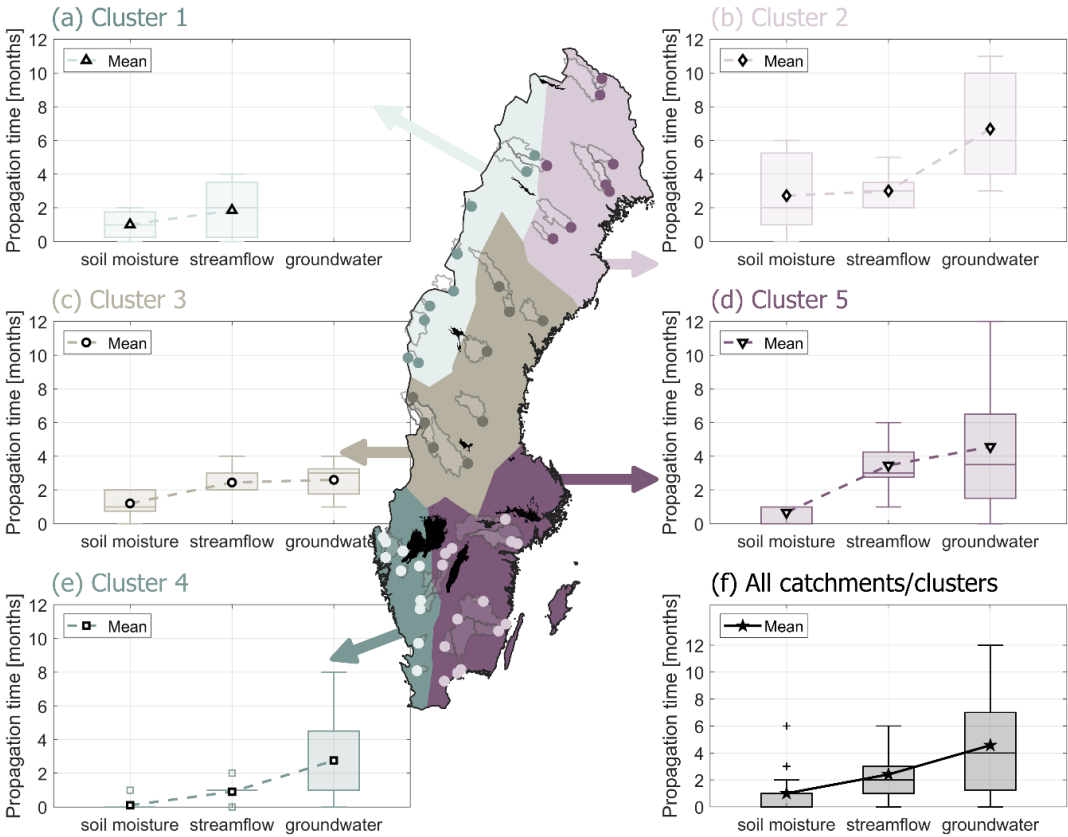 (a) Cluster 1
Propagation time [months]
12
10
8
6
4
2
0
Mean
soil moisture streamflow groundwater
(b) Cluster 2
Propagation time [months]
12
10
8
6
4
2
0
Mean
soil moisture streamflow groundwater
(c) Cluster 3
Propagation time [months]
12
10
8
6
4
2
0
Mean
soil moisture streamflow groundwater
(d) Cluster 5
Propagation time [months]
12
10
8
6
4
2
0
Mean
soil moisture streamflow groundwater
(e) Cluster 4
Propagation time [months]
12
10
8
6
4
2
0
Mean
soil moisture streamflow groundwater
(f) All catchments/clusters
Propagation time [months]
12
10
8
6
4
2
0
Mean
soil moisture streamflow groundwater